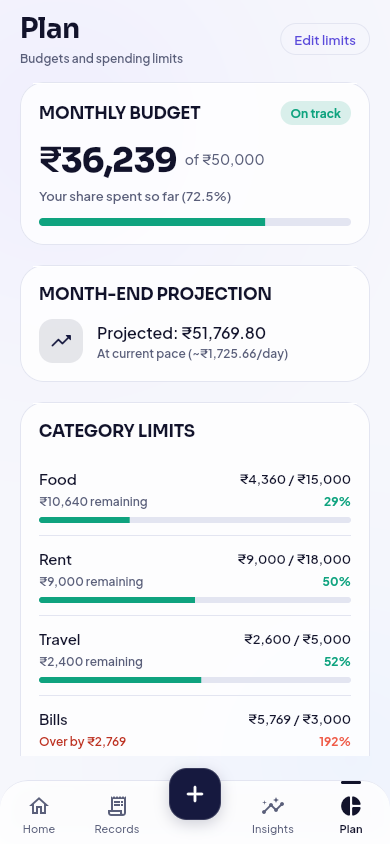 Plan
Budgets and spending limits
Edit limits
MONTHLY BUDGET
On track
₹36,239 of ₹50,000
Your share spent so far (72.5%)
MONTH-END PROJECTION
Projected: ₹51,769.80
At current pace (~₹1,725.66/day)
CATEGORY LIMITS
Food ₹4,360 / ₹15,000
₹10,640 remaining 29%
Rent ₹9,000 / ₹18,000
₹9,000 remaining 50%
Travel ₹2,600 / ₹5,000
₹2,400 remaining 52%
Bills ₹5,769 / ₹3,000
Over by ₹2,769 192%
Home Records Insights Plan